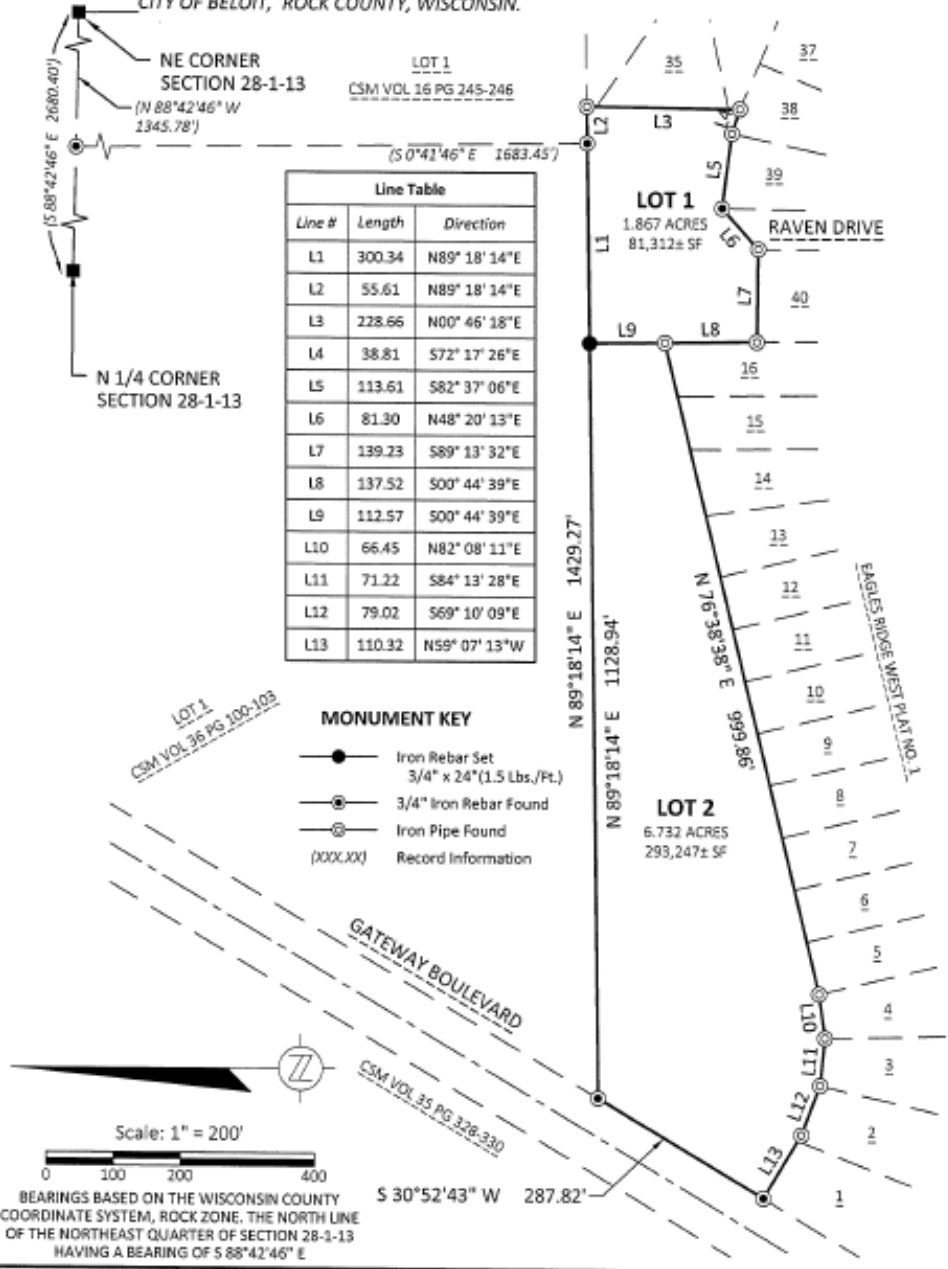 CITY OF BELOIT, ROCK COUNTY, WISCONSIN.
NE CORNER
SECTION 28-1-13
(N 88°42'46" W
1345.78')
(S 88°42'46" E 2680.40')
N 1/4 CORNER
SECTION 28-1-13
LOT 1
CSM VOL 16 PG 245-246
(S 0°41'46" E 1683.45')
35
37
38
39
40
L2
L3
L5
L6
L7
L1
L9
L8
LOT 1
1.867 ACRES
81,312± SF
RAVEN DRIVE
Line Table
Line # Length Direction
L1 300.34 N89° 18' 14"E
L2 55.61 N89° 18' 14"E
L3 228.66 N00° 46' 18"E
L4 38.81 S72° 17' 26"E
L5 113.61 S82° 37' 06"E
L6 81.30 N48° 20' 13"E
L7 139.23 S89° 13' 32"E
L8 137.52 S00° 44' 39"E
L9 112.57 S00° 44' 39"E
L10 66.45 N82° 08' 11"E
L11 71.22 S84° 13' 28"E
L12 79.02 S69° 10' 09"E
L13 110.32 N59° 07' 13"W
16
15
14
13
12
11
10
9
8
7
6
5
4
3
2
1
N 89°18'14" E 1429.27'
N 89°18'14" E 1128.94'
N 76°38'38" E 999.86'
EAGLES RIDGE WEST PLAT NO. 1
LOT 1
CSM VOL 36 PG 100-103
MONUMENT KEY
Iron Rebar Set
3/4" x 24"(1.5 Lbs./Ft.)
3/4" Iron Rebar Found
Iron Pipe Found
(XXX.XX) Record Information
LOT 2
6.732 ACRES
293,247± SF
GATEWAY BOULEVARD
CSM VOL 35 PG 328-330
L10
L11
L12
L13
S 30°52'43" W 287.82'
Scale: 1" = 200'
0 100 200 400
BEARINGS BASED ON THE WISCONSIN COUNTY
COORDINATE SYSTEM, ROCK ZONE. THE NORTH LINE
OF THE NORTHEAST QUARTER OF SECTION 28-1-13
HAVING A BEARING OF S 88°42'46" E